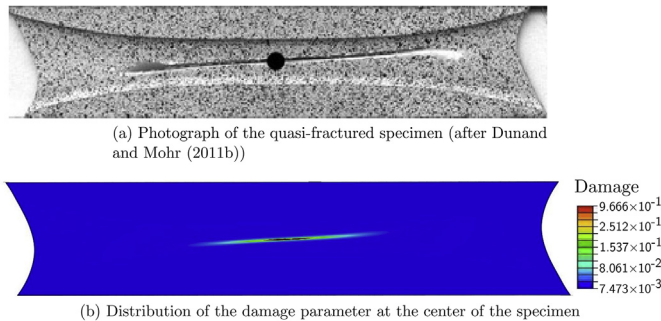 (a) Photograph of the quasi-fractured specimen (after Dunand
and Mohr (2011b))
Damage
9.666×10⁻¹
2.512×10⁻¹
1.537×10⁻¹
8.061×10⁻²
7.473×10⁻³
(b) Distribution of the damage parameter at the center of the specimen